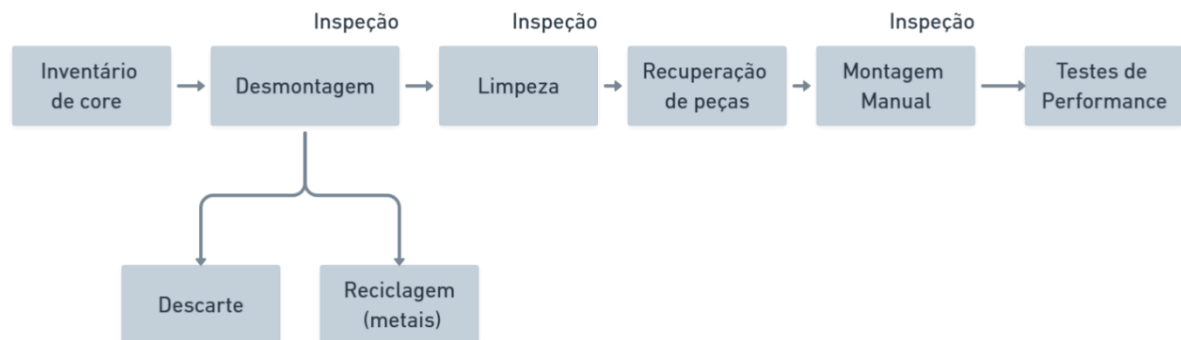 Inspeção
Inspeção
Inspeção
Inventário
de core
Desmontagem
Limpeza
Recuperação
de peças
Montagem
Manual
Testes de
Performance
Descarte
Reciclagem
(metais)